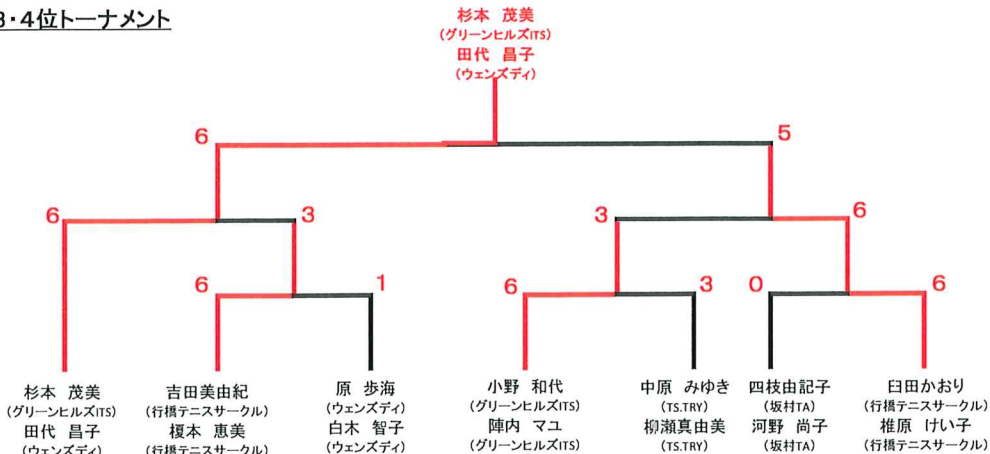 3・4位トーナメント
杉本 茂美
(グリーンヒルズITS)
田代 昌子
(ウェンズディ)
6 5
6 3 3 6
6 1 6 3 0 6
杉本 茂美 吉田美由紀 原 歩海 小野 和代 中原 みゆき 四枝由記子 臼田かおり
(グリーンヒルズITS) (行橋テニスサークル) (ウェンズディ) (グリーンヒルズITS) (TS.TRY) (坂村TA) (行橋テニスサークル)
田代 昌子 榎本 恵美 白木 智子 陣内 マユ 柳瀬真由美 河野 尚子 椎原 けい子
(ウェンズディ) (行橋テニスサークル) (ウェンズディ) (グリーンヒルズITS) (TS.TRY) (坂村TA) (行橋テニスサークル)